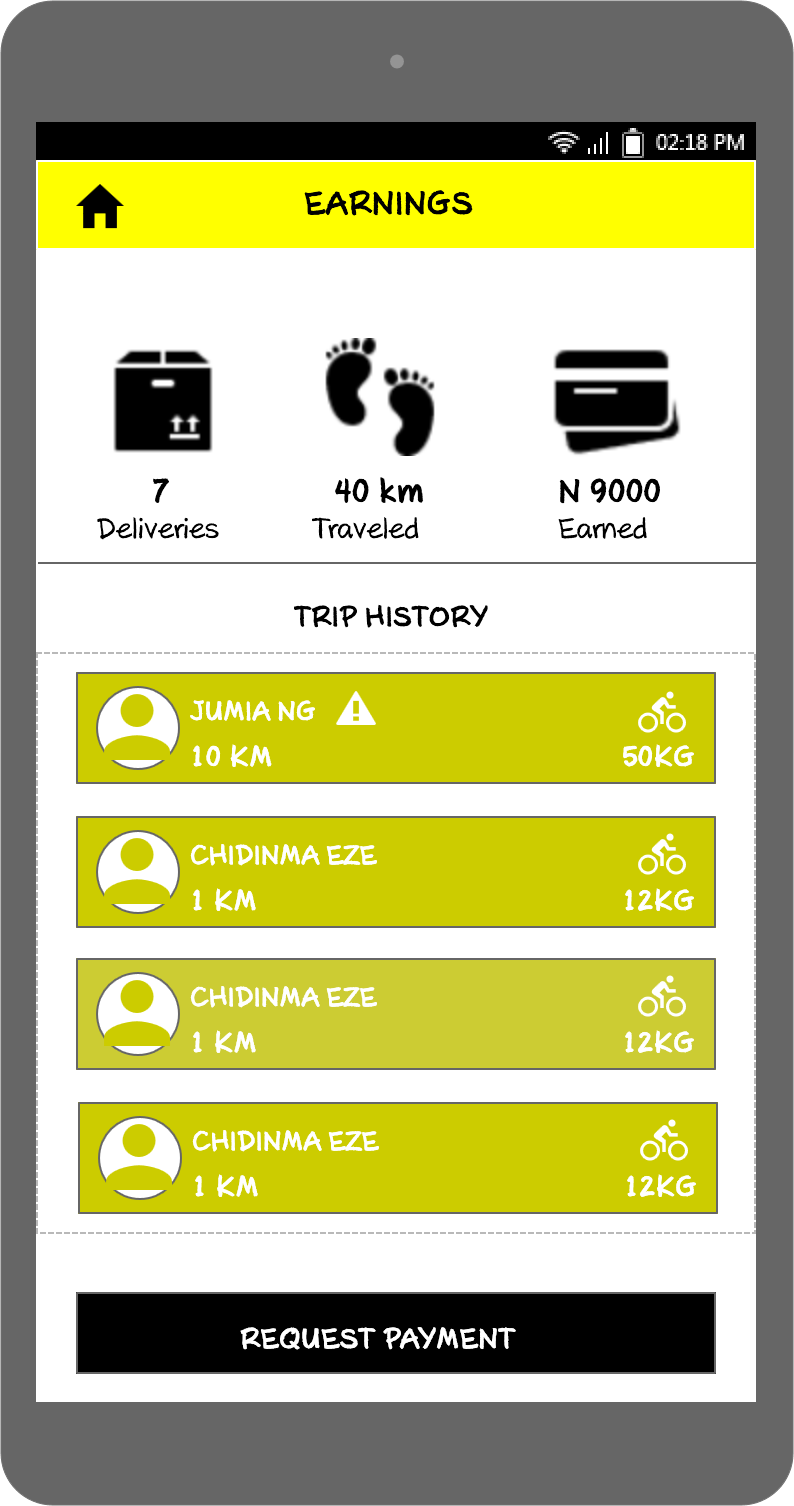 02:18 PM
EARNINGS
7
Deliveries
40 km
Traveled
N 9000
Earned
TRIP HISTORY
JUMIA NG
10 KM
50KG
CHIDINMA EZE
1 KM
12KG
CHIDINMA EZE
1 KM
12KG
CHIDINMA EZE
1 KM
12KG
REQUEST PAYMENT